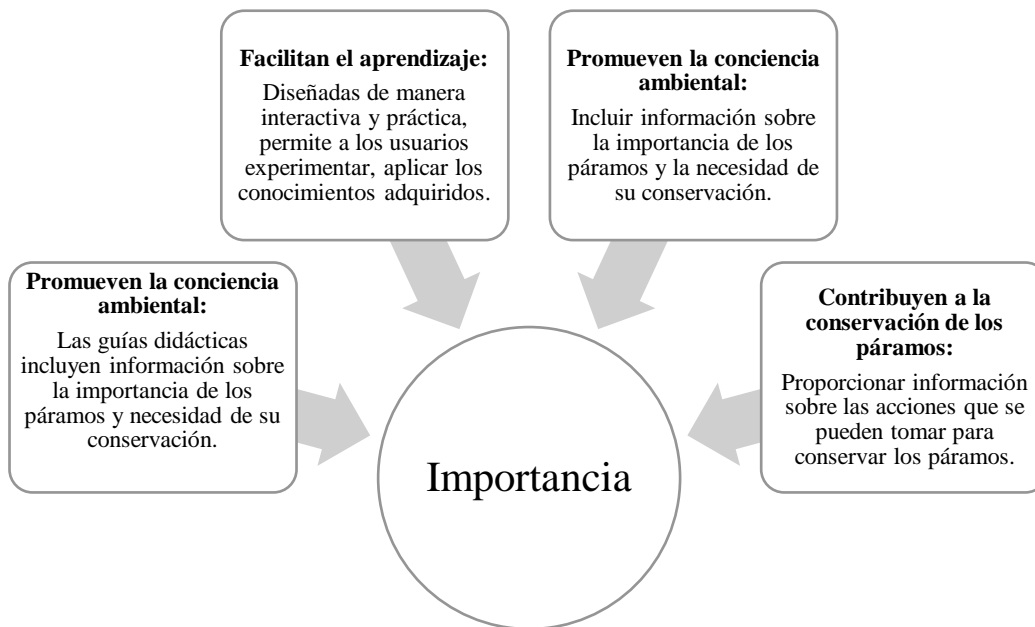 Facilitan el aprendizaje:
Diseñadas de manera
interactiva y práctica,
permite a los usuarios
experimentar, aplicar los
conocimientos adquiridos.
Promueven la conciencia
ambiental:
Incluir información sobre
la importancia de los
páramos y la necesidad de
su conservación.
Promueven la conciencia
ambiental:
Las guías didácticas
incluyen información sobre
la importancia de los
páramos y necesidad de su
conservación.
Contribuyen a la
conservación de los
páramos:
Proporcionar información
sobre las acciones que se
pueden tomar para
conservar los páramos.
Importancia